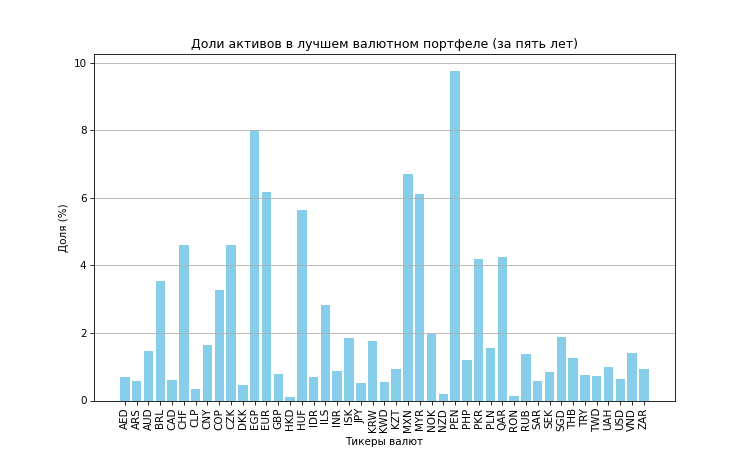 Доли активов в лучшем валютном портфеле (за пять лет)
Доля (%)
10
8
6
4
2
0
AED ARS AUD BRL CAD CHF CLP CNY COP CZK DKK EGP EUR GBP HKD HUF IDR ILS INR ISK JPY KRW KWD KZT MXN MYR NOK NZD PEN PHP PKR PLN QAR RON RUB SAR SEK SGD THB TRY TWD UAH USD VND ZAR
Тикеры валют